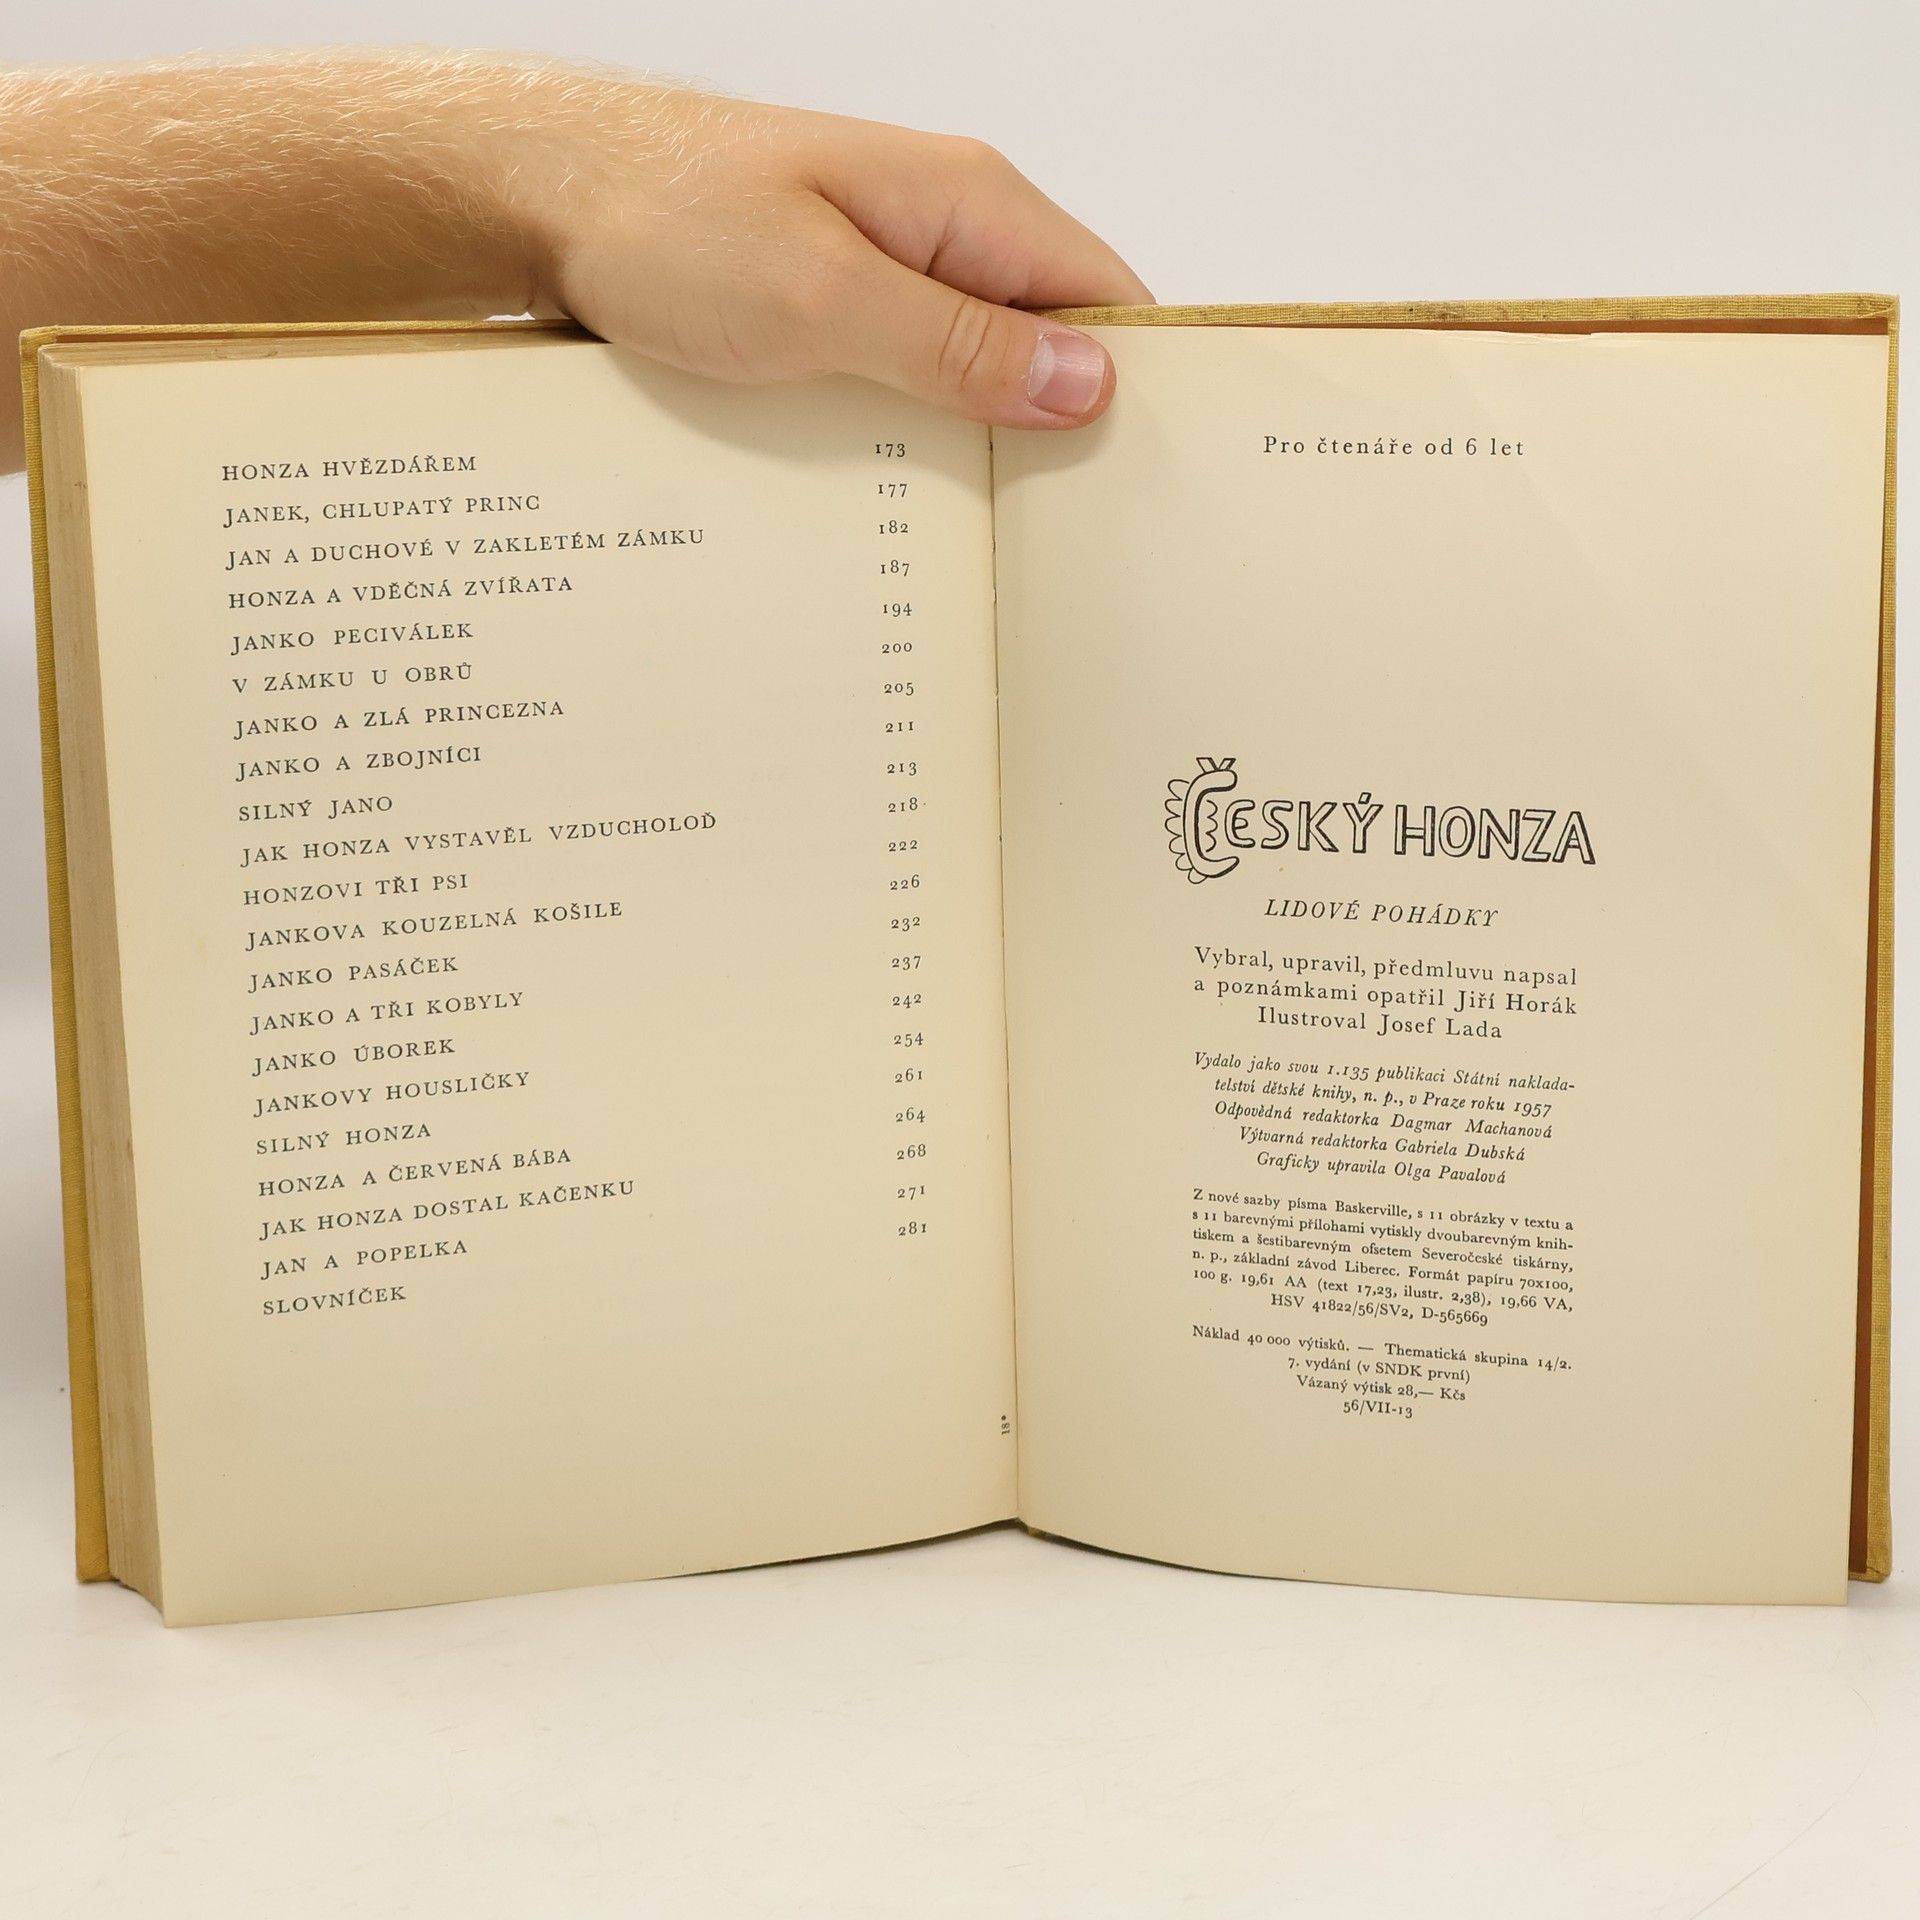 HONZA HVĚZDÁŘEM 173
JANEK, CHLUPATÝ PRINC 177
JAN A DUCHOVÉ V ZAKLETÉM ZÁMKU 182
HONZA A VDĚČNÁ ZVÍŘATA 187
JANKO PECIVÁLEK 194
V ZÁMKU U OBRŮ 200
JANKO A ZLÁ PRINCEZNA 205
JANKO A ZBOJNÍCI 211
SILNÝ JANO 213
JAK HONZA VYSTAVĚL VZDUCHOLOĎ 218
HONZOVI TŘI PSI 222
JANKOVA KOUZELNÁ KOŠILE 226
JANKO PASÁČEK 232
JANKO A TŘI KOBYLY 237
JANKO ÚBOREK 242
JANKOVY HOUSLIČKY 254
SILNÝ HONZA 261
HONZA A ČERVENÁ BÁBA 264
JAK HONZA DOSTAL KAČENKU 268
JAN A POPELKA 271
SLOVNÍČEK 281
18*
Pro čtenáře od 6 let
ČESKÝ HONZA
LIDOVÉ POHÁDKY
Vybral, upravil, předmluvu napsal
a poznámkami opatřil Jiří Horák
Ilustroval Josef Lada
Vydalo jako svou 1.135 publikaci Státní naklada-
telství dětské knihy, n. p., v Praze roku 1957
Odpovědná redaktorka Dagmar Machanová
Výtvarná redaktorka Gabriela Dubská
Graficky upravila Olga Pavalová
Z nové sazby písma Baskerville, s 11 obrázky v textu a
s 11 barevnými přílohami vytiskly dvoubarevným knih-
tiskem a šestibarevným ofsetem Severočeské tiskárny,
n. p., základní závod Liberec. Formát papíru 70x100,
100 g. 19,61 AA (text 17,23, ilustr. 2,38), 19,66 VA,
HSV 41822/56/SV2, D-565669
Náklad 40 000 výtisků. — Thematická skupina 14/2.
7. vydání (v SNDK první)
Vázaný výtisk 28,— Kčs
56/VII-13